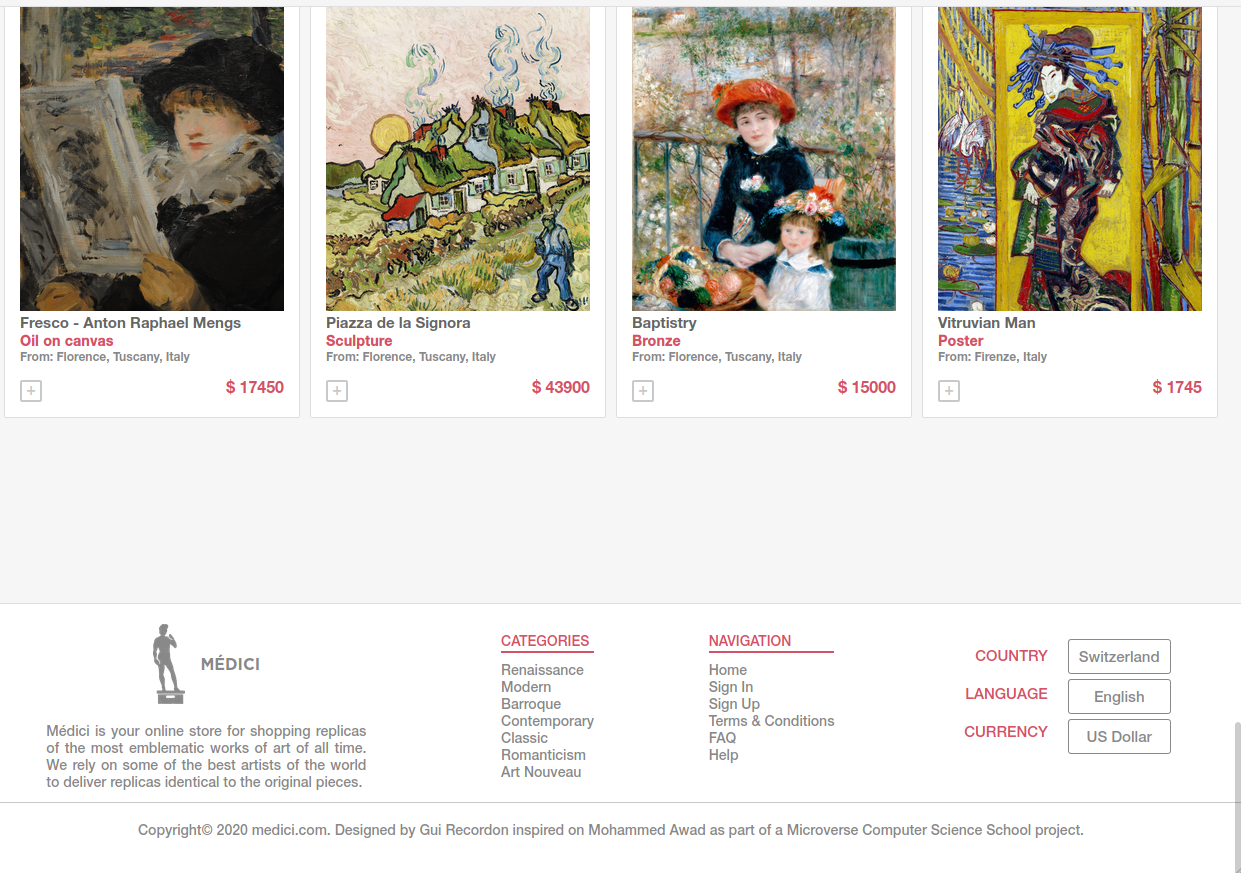 Fresco - Anton Raphael Mengs
Oil on canvas
From: Florence, Tuscany, Italy
+
$ 17450
Piazza de la Signora
Sculpture
From: Florence, Tuscany, Italy
+
$ 43900
Baptistry
Bronze
From: Florence, Tuscany, Italy
+
$ 15000
Vitruvian Man
Poster
From: Firenze, Italy
+
$ 1745
MÉDICI
Médici is your online store for shopping replicas
of the most emblematic works of art of all time.
We rely on some of the best artists of the world
to deliver replicas identical to the original pieces.
CATEGORIES
Renaissance
Modern
Barroque
Contemporary
Classic
Romanticism
Art Nouveau
NAVIGATION
Home
Sign In
Sign Up
Terms & Conditions
FAQ
Help
COUNTRY
Switzerland
LANGUAGE
English
CURRENCY
US Dollar
Copyright© 2020 medici.com. Designed by Gui Recordon inspired on Mohammed Awad as part of a Microverse Computer Science School project.